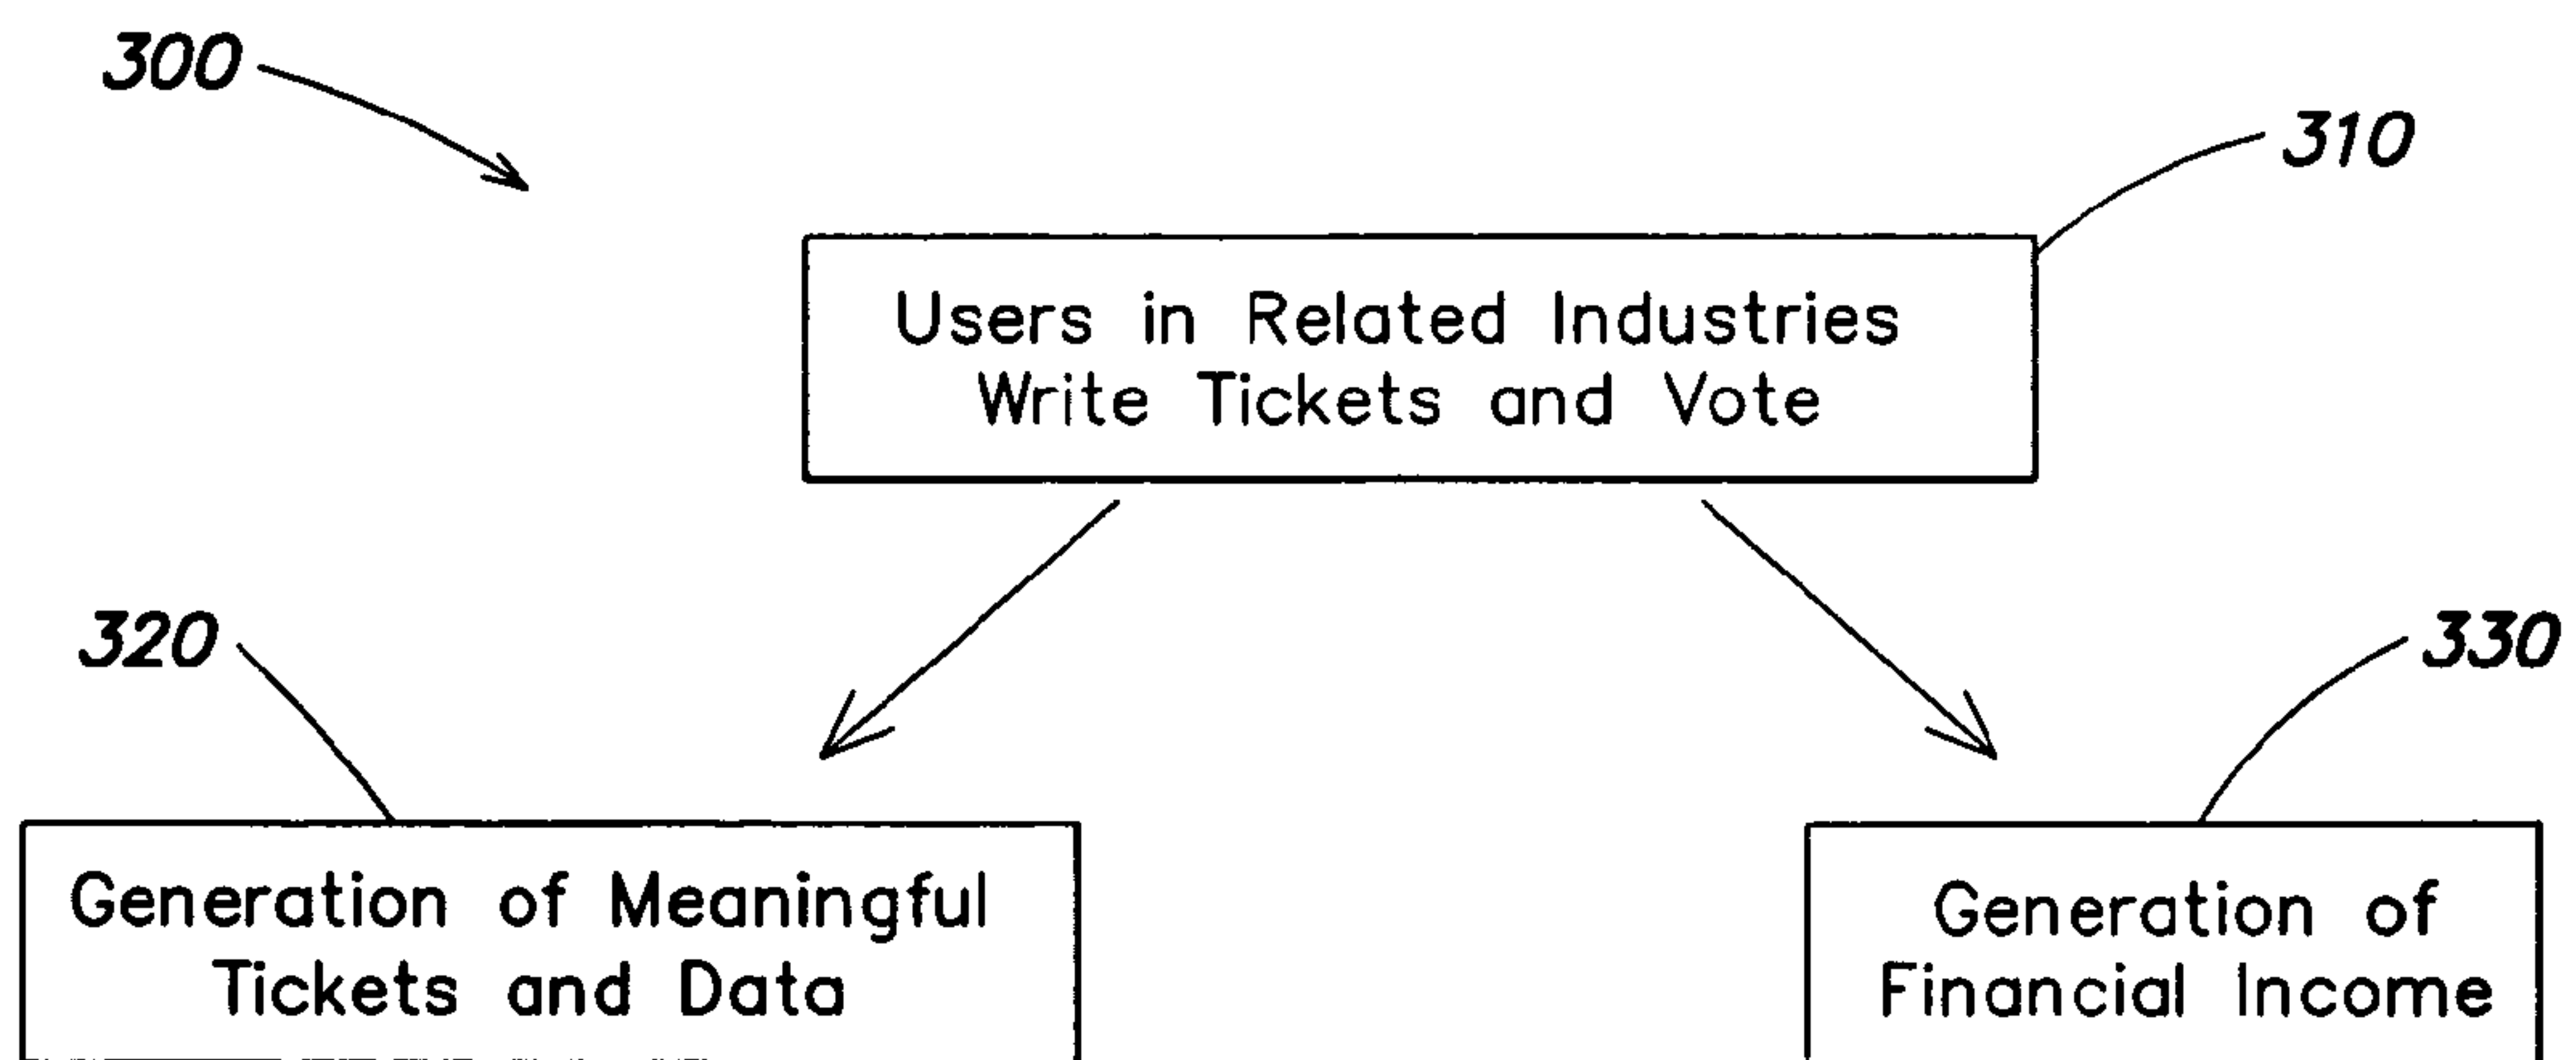 300
310
Users in Related Industries
Write Tickets and Vote
320
330
Generation of Meaningful
Tickets and Data
Generation of
Financial Income